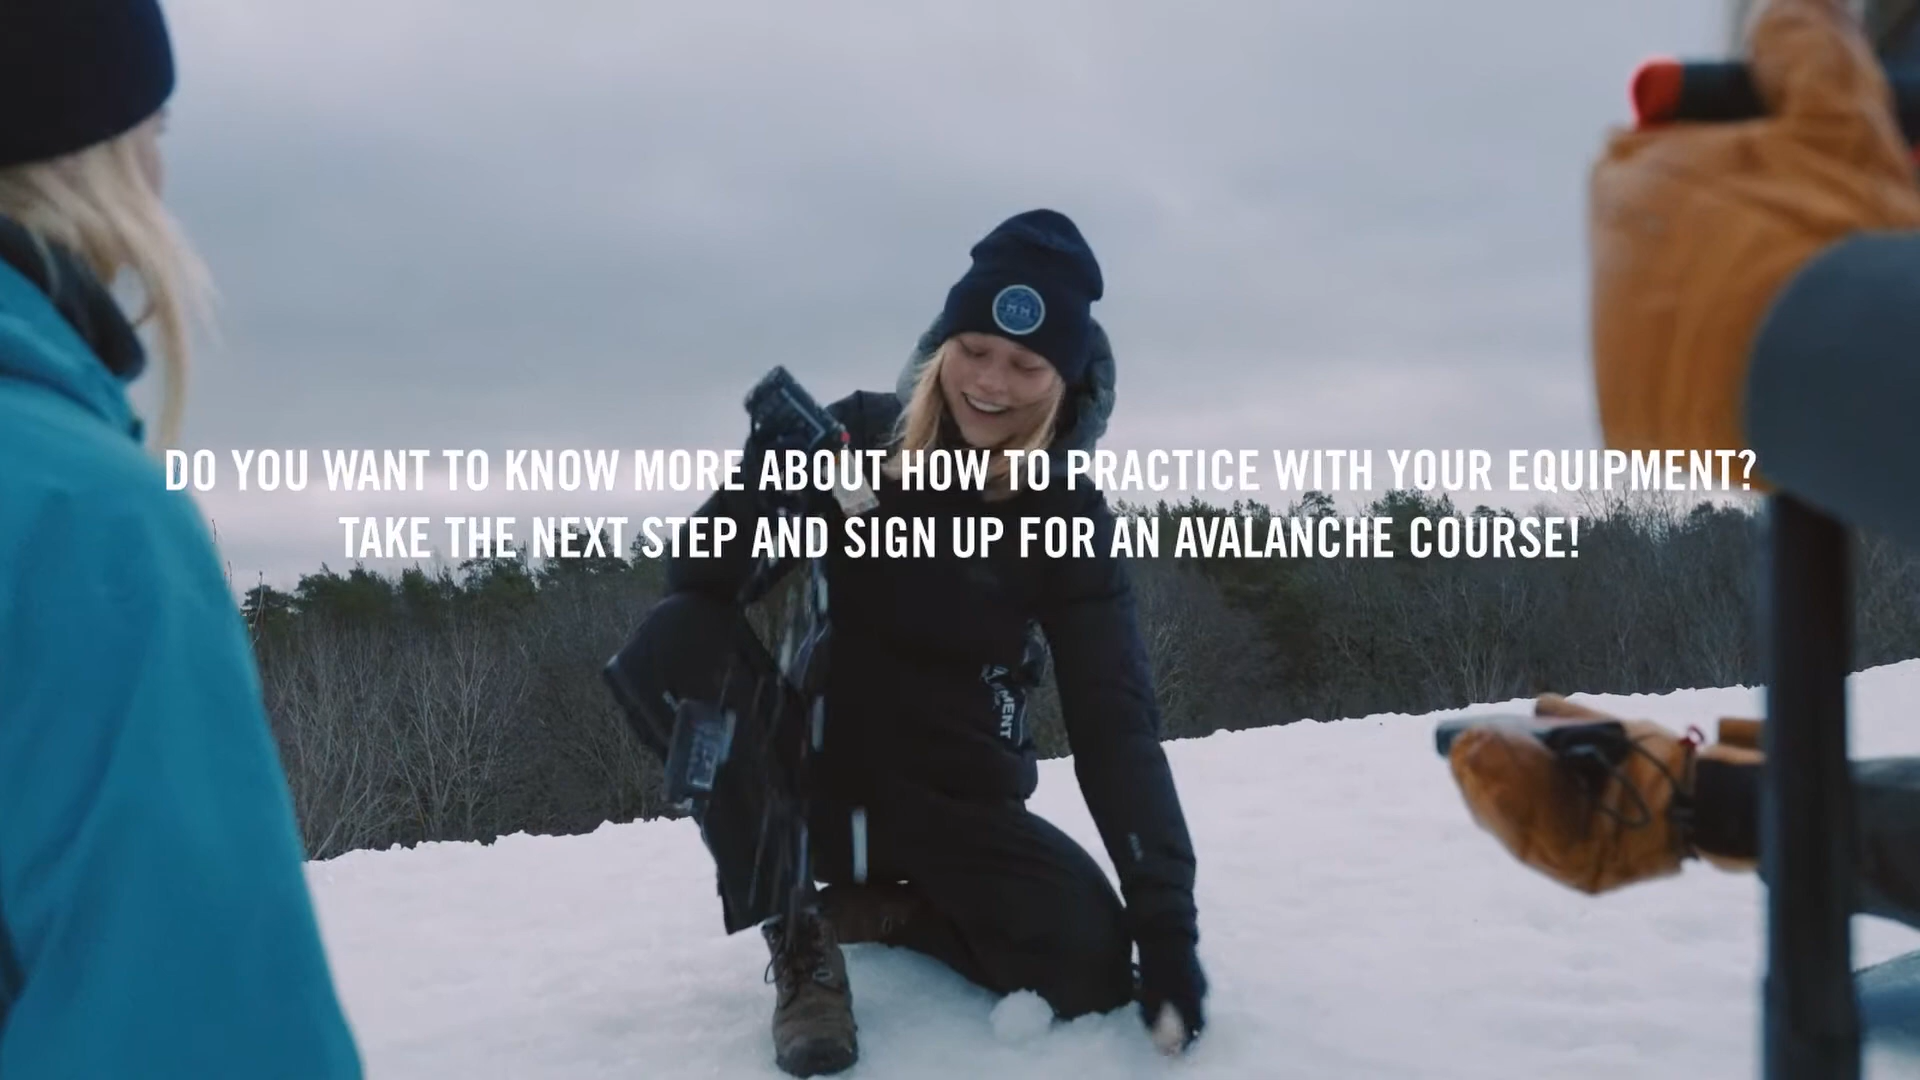 DO YOU WANT TO KNOW MORE ABOUT HOW TO PRACTICE WITH YOUR EQUIPMENT?
TAKE THE NEXT STEP AND SIGN UP FOR AN AVALANCHE COURSE!